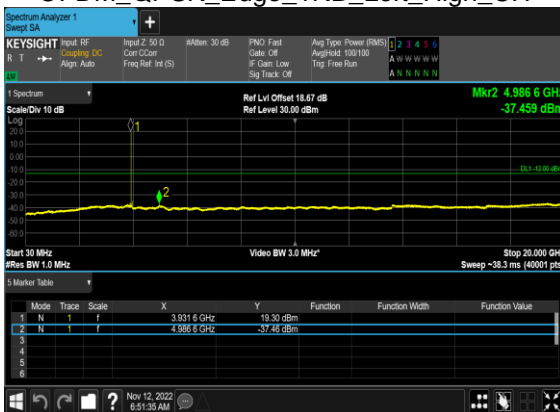 Spectrum Analyzer 1
Swept SA
+
KEYSIGHT
R T
LV
Input: RF
Coupling: DC
Align: Auto
Input Z: 50 Ω
Corr CCorr
Freq Ref: Int (S)
#Atten: 30 dB
PNO: Fast
Gate: Off
IF Gain: Low
Sig Track: Off
Avg Type: Power (RMS)
Avg|Hold: 100/100
Trig: Free Run
1 2 3 4 5 6
A W W W W W
A N N N N N
1 Spectrum
Scale/Div 10 dB
Ref Lvl Offset 18.67 dB
Ref Level 30.00 dBm
Mkr2 4.986 6 GHz
-37.459 dBm
Log
20.0
10.0
0.00
-10.0
-20.0
-30.0
-40.0
-50.0
-60.0
1
2
DL1 -13.00 dBm
Start 30 MHz
#Res BW 1.0 MHz
Video BW 3.0 MHz*
Stop 20.000 GHz
Sweep ~38.3 ms (40001 pts)
5 Marker Table
Mode Trace Scale X Y Function Function Width Function Value
1 N 1 f 3.931 6 GHz 19.30 dBm
2 N 1 f 4.986 6 GHz -37.46 dBm
3
4
5
6
?
Nov 12, 2022
6:51:35 AM